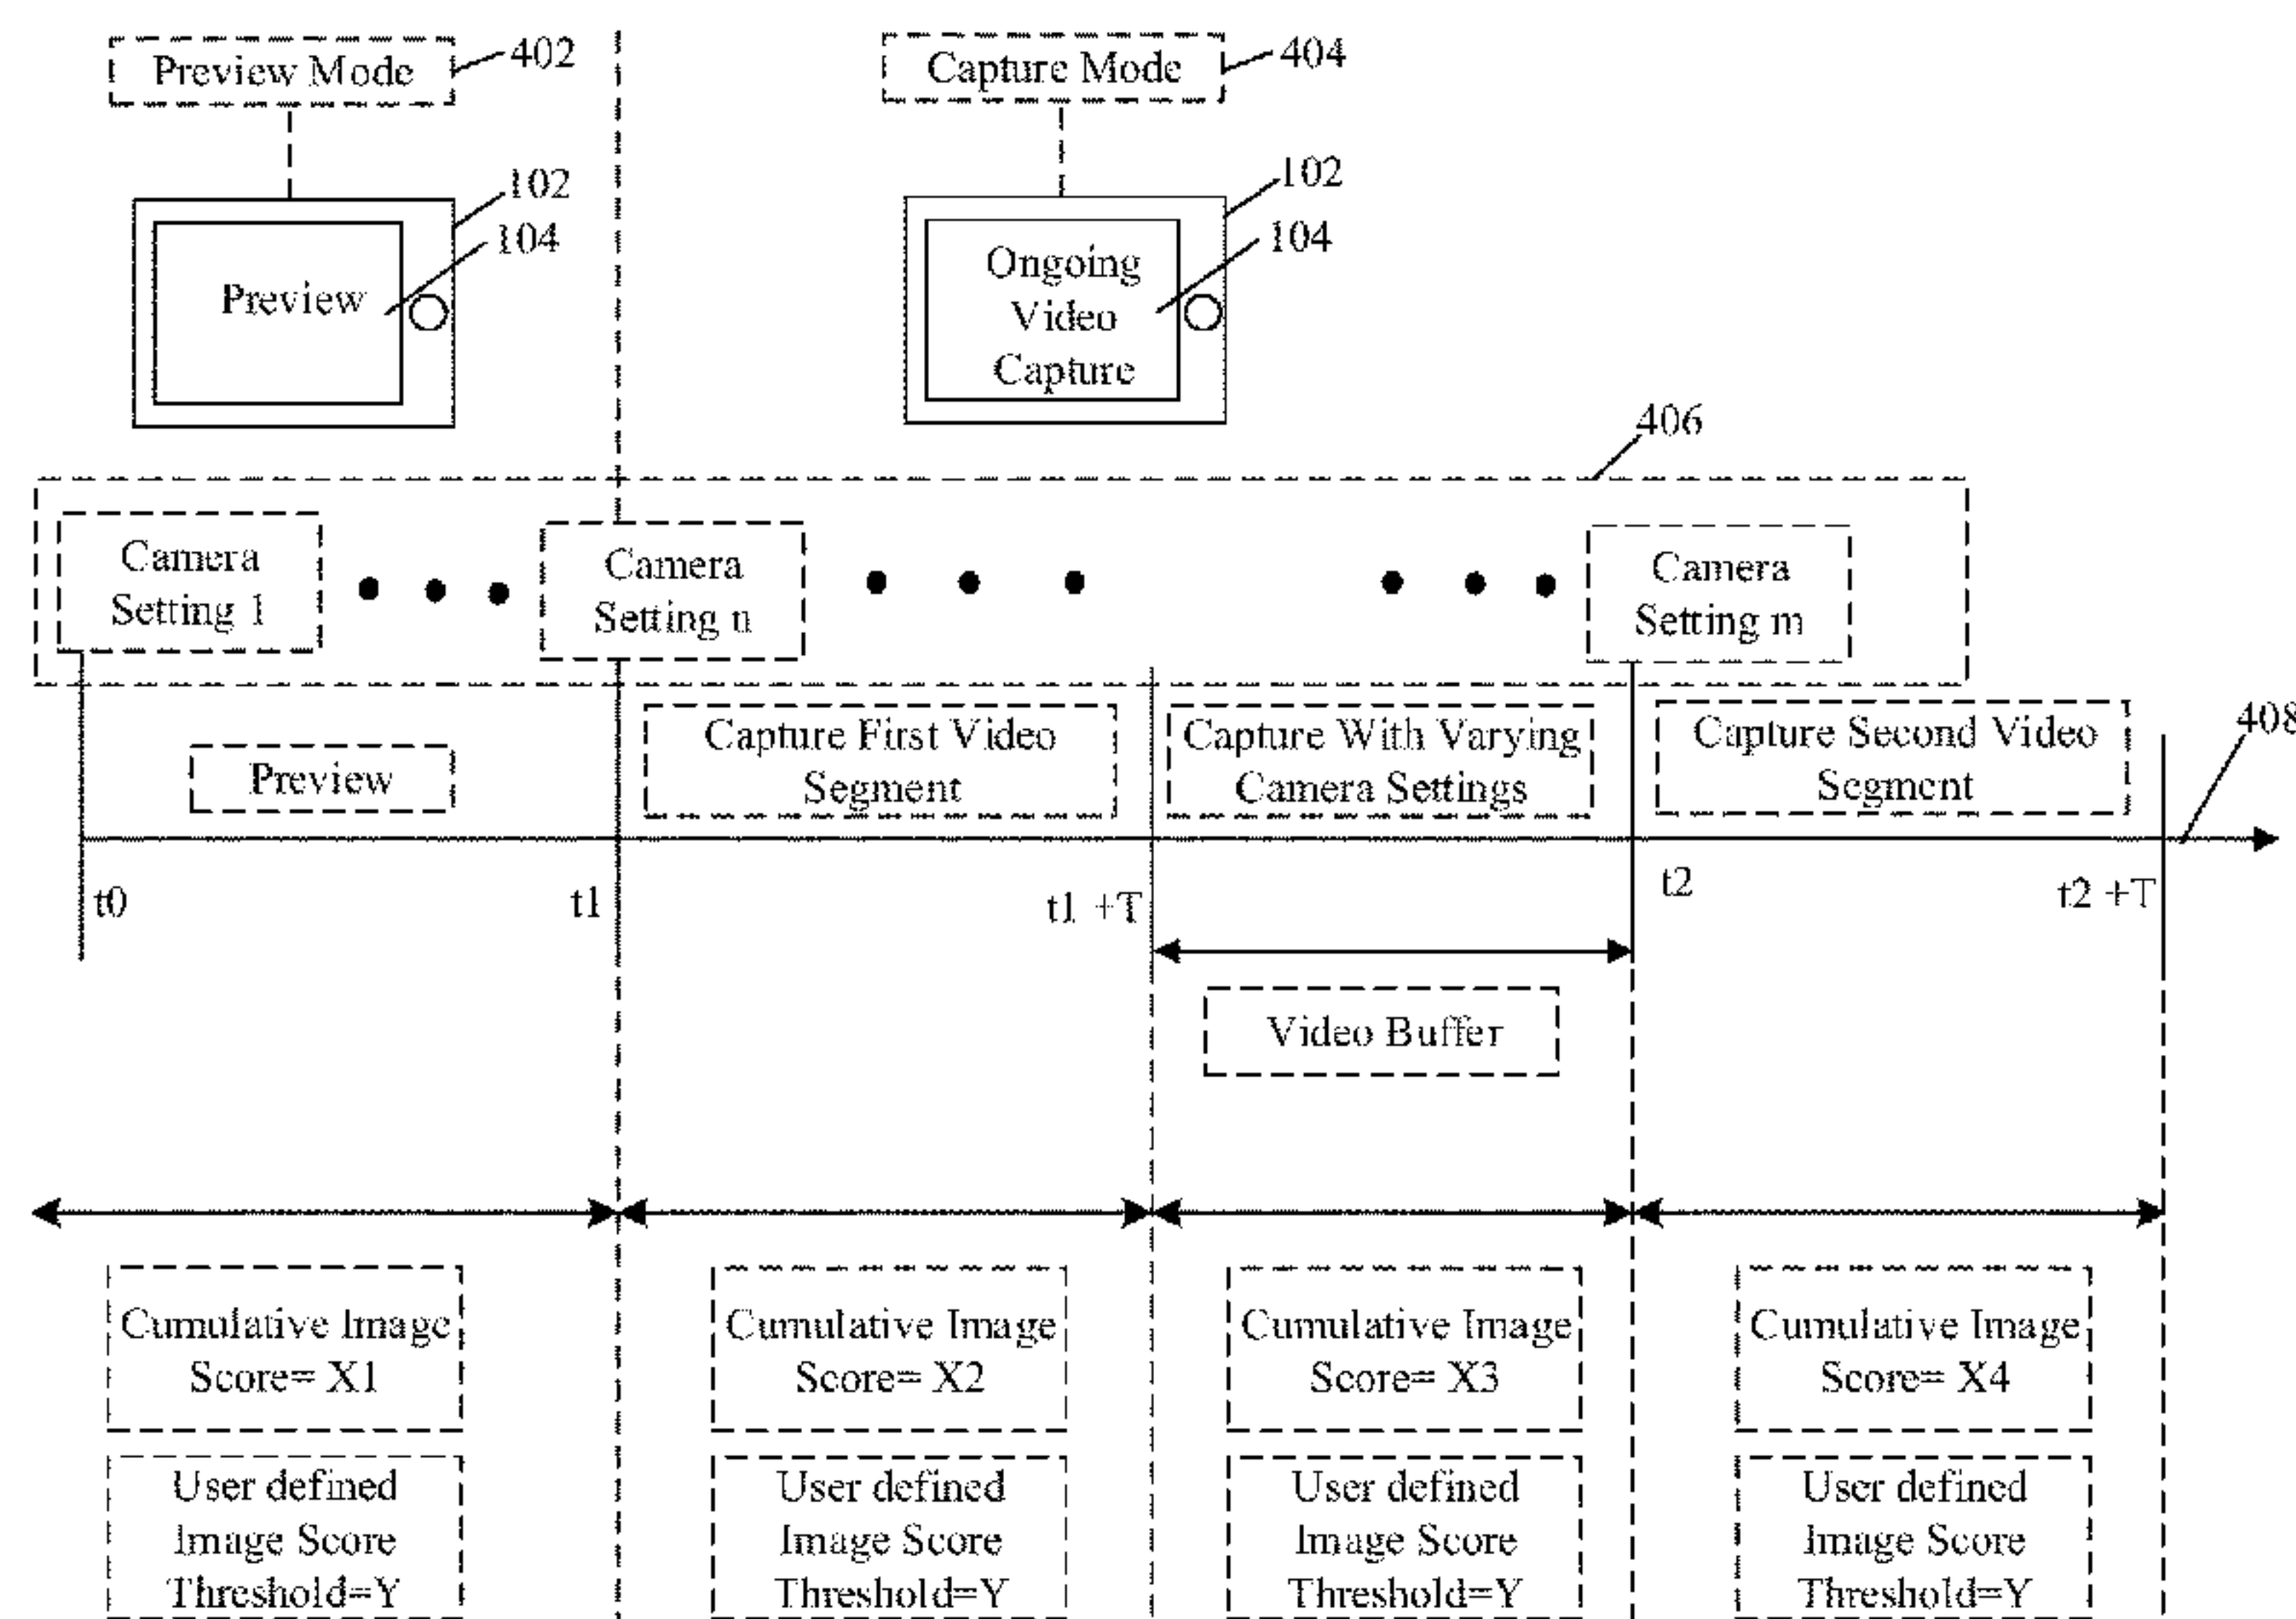 Preview Mode
402
Capture Mode
404
102
104
Preview
102
104
Ongoing
Video
Capture
406
Camera
Setting 1
Camera
Setting n
Camera
Setting m
Preview
Capture First Video
Segment
Capture With Varying
Camera Settings
Capture Second Video
Segment
408
t0
t1
t1 +T
t2
t2 +T
Video Buffer
Cumulative Image
Score= X1
Cumulative Image
Score= X2
Cumulative Image
Score= X3
Cumulative Image
Score= X4
User defined
Image Score
Threshold=Y
User defined
Image Score
Threshold=Y
User defined
Image Score
Threshold=Y
User defined
Image Score
Threshold=Y